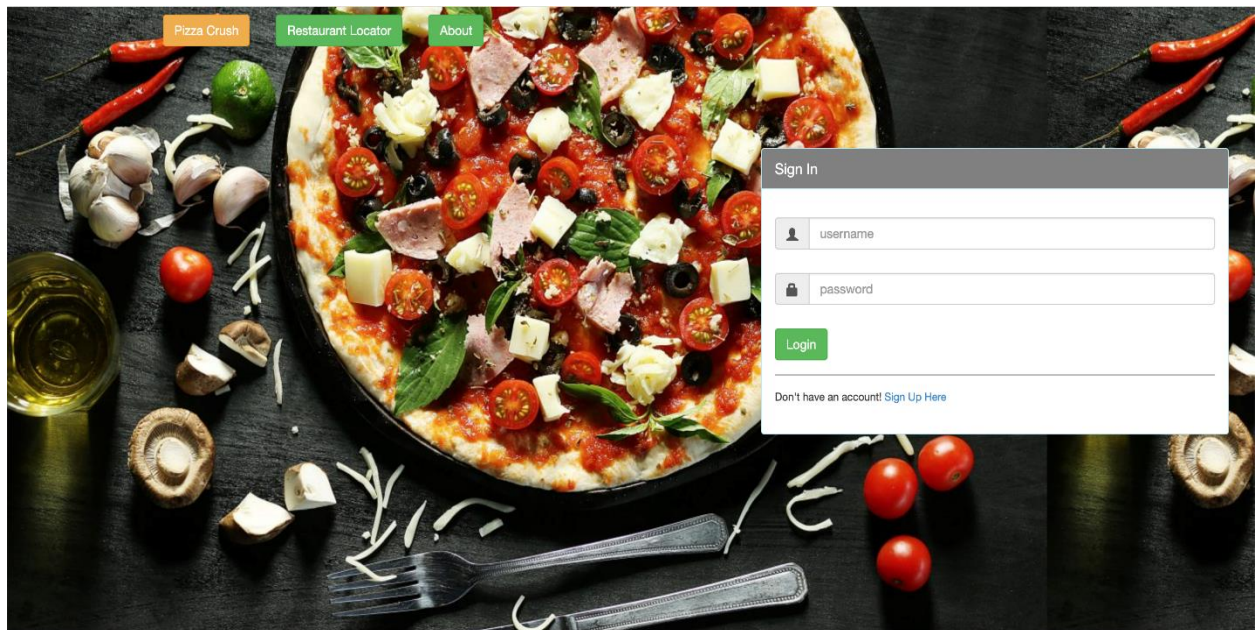 Pizza Crush
Restaurant Locator
About
Sign In
username
password
Login
Don't have an account! Sign Up Here